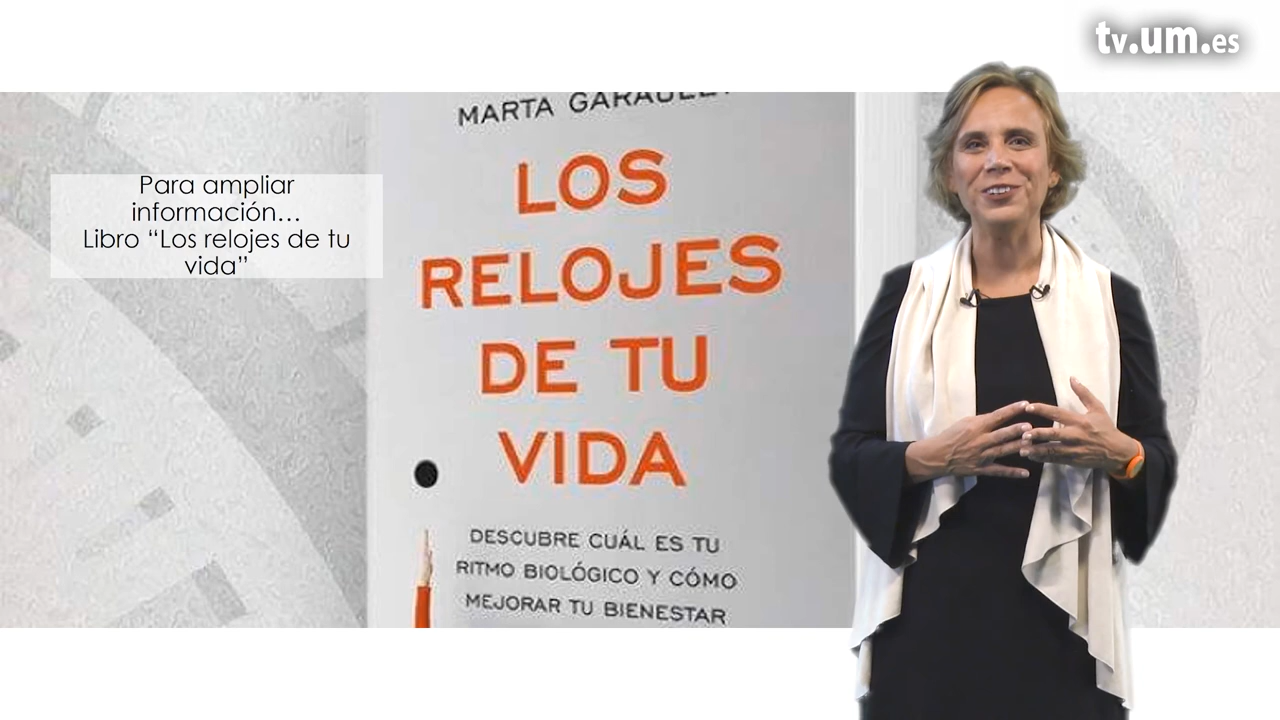 tv.um.es
Para ampliar
información...
Libro “Los relojes de tu
vida”
MARTA GARAULET
LOS
RELOJES
DE TU
VIDA
DESCUBRE CUÁL ES TU
RITMO BIOLÓGICO Y CÓMO
MEJORAR TU BIENESTAR